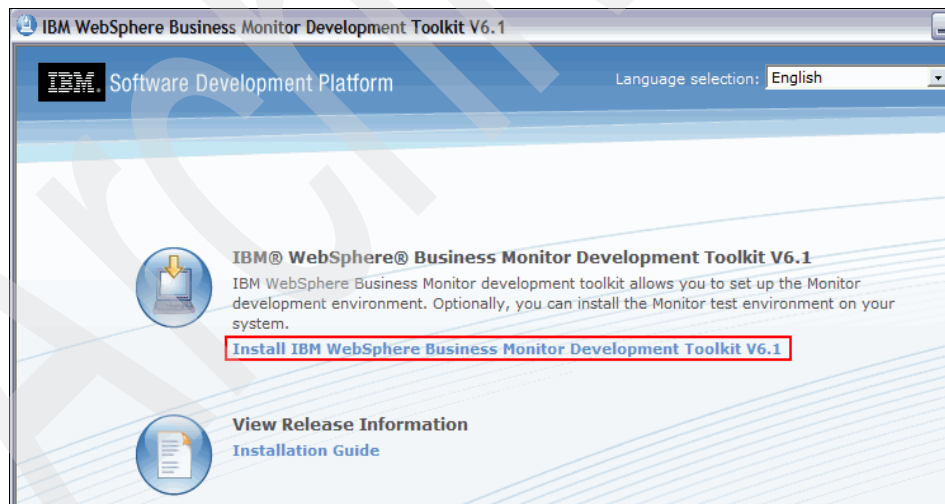 IBM WebSphere Business Monitor Development Toolkit V6.1
IBM. Software Development Platform
Language selection: English
IBM® WebSphere® Business Monitor Development Toolkit V6.1
IBM WebSphere Business Monitor development toolkit allows you to set up the Monitor
development environment. Optionally, you can install the Monitor test environment on your
system.
Install IBM WebSphere Business Monitor Development Toolkit V6.1
View Release Information
Installation Guide